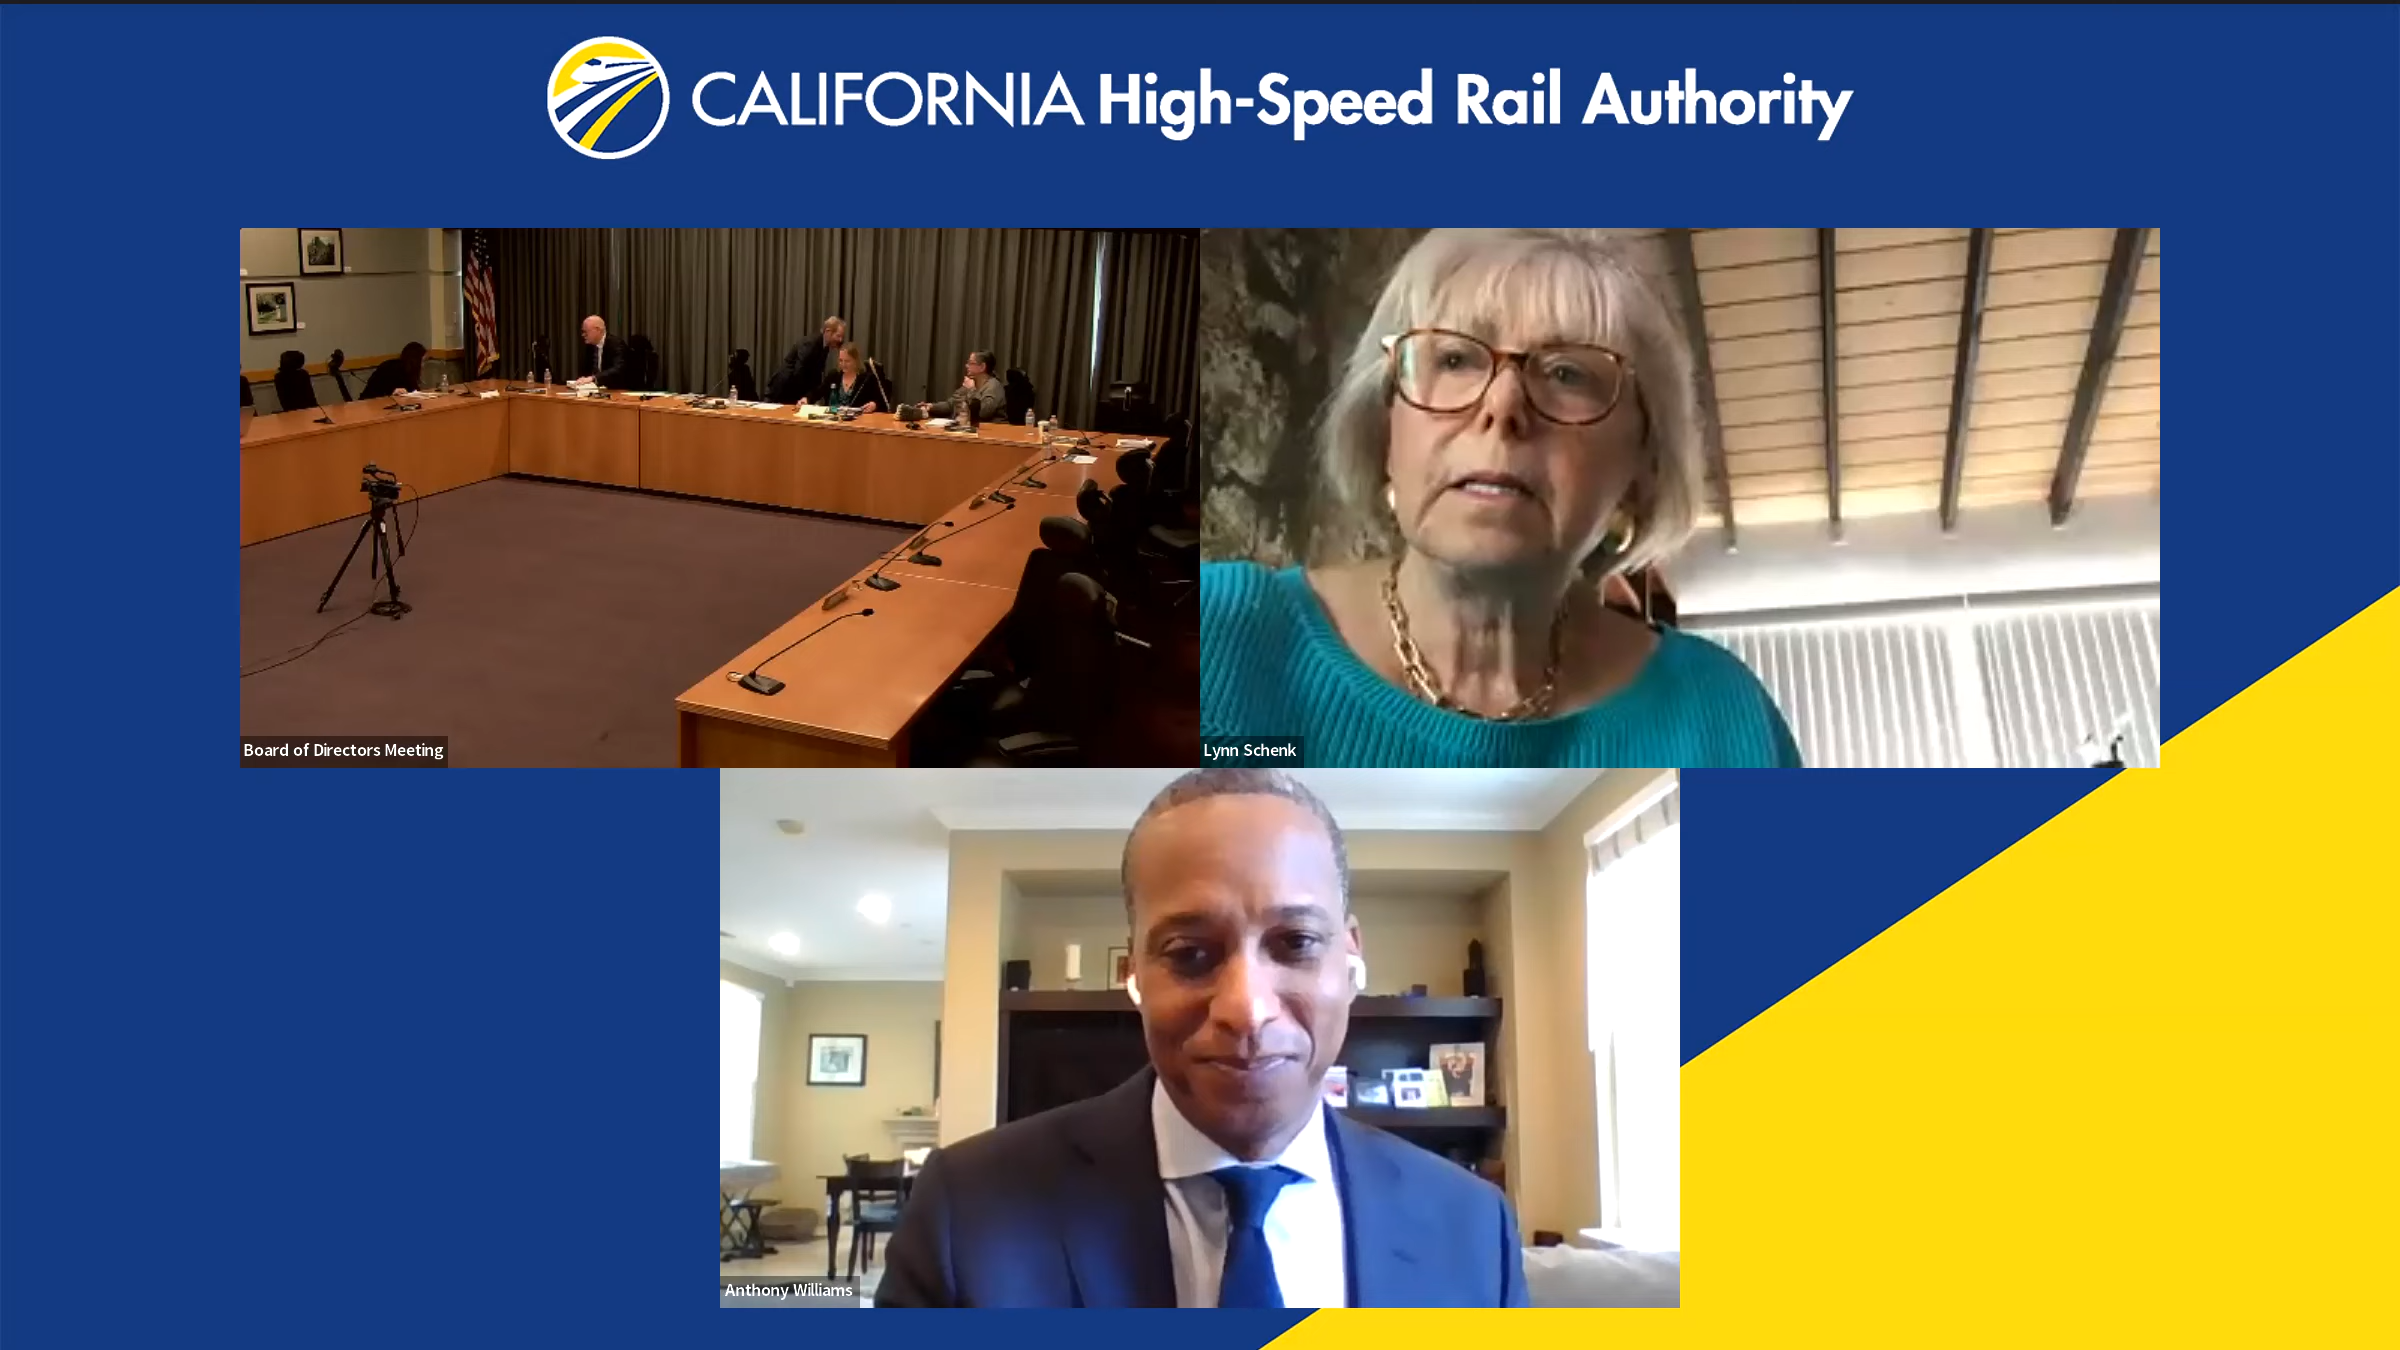 CALIFORNIA High-Speed Rail Authority
Board of Directors Meeting
Lynn Schenk
Anthony Williams